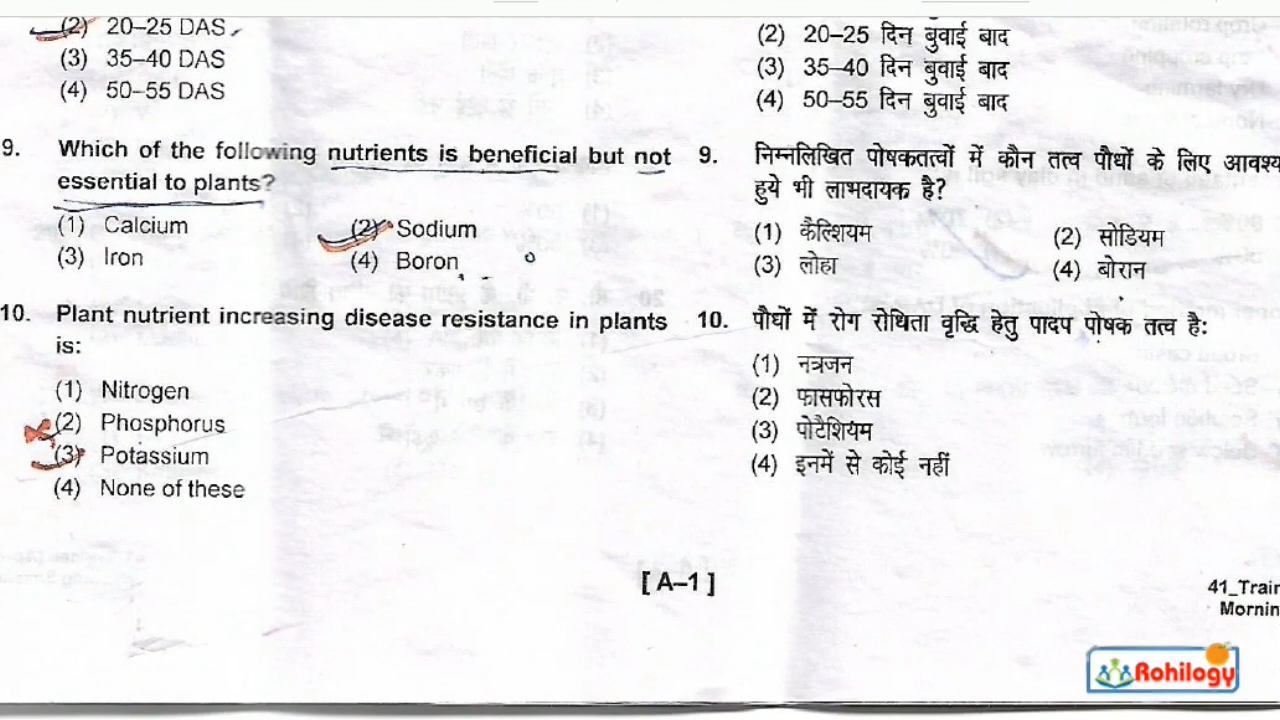 (2) 20–25 DAS
(3) 35–40 DAS
(4) 50–55 DAS
9. Which of the following nutrients is beneficial but not
essential to plants?
(1) Calcium (2) Sodium
(3) Iron (4) Boron
10. Plant nutrient increasing disease resistance in plants
is:
(1) Nitrogen
(2) Phosphorus
(3) Potassium
(4) None of these
(2) 20–25 दिन बुवाई बाद
(3) 35–40 दिन बुवाई बाद
(4) 50–55 दिन बुवाई बाद
9. निम्नलिखित पोषकतत्वों में कौन तत्व पौधों के लिए आवश्य
हुये भी लाभदायक है?
(1) कैल्शियम (2) सोडियम
(3) लोहा (4) बोरान
10. पौधों में रोग रोधिता वृद्धि हेतु पादप पोषक तत्व है:
(1) नत्रजन
(2) फासफोरस
(3) पोटैशियम
(4) इनमें से कोई नहीं
[ A–1 ]
41_Train
Mornin
Rohilogy